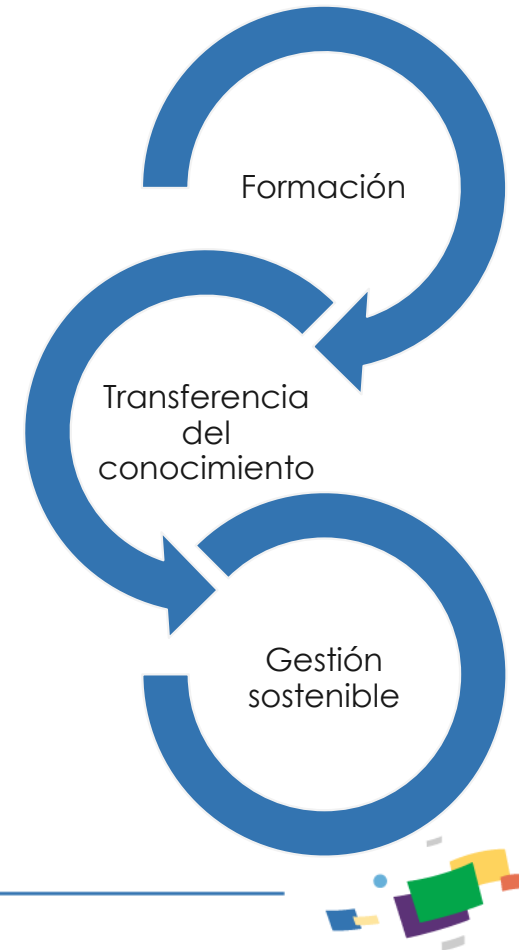 Formación
Transferencia
del
conocimiento
Gestión
sostenible